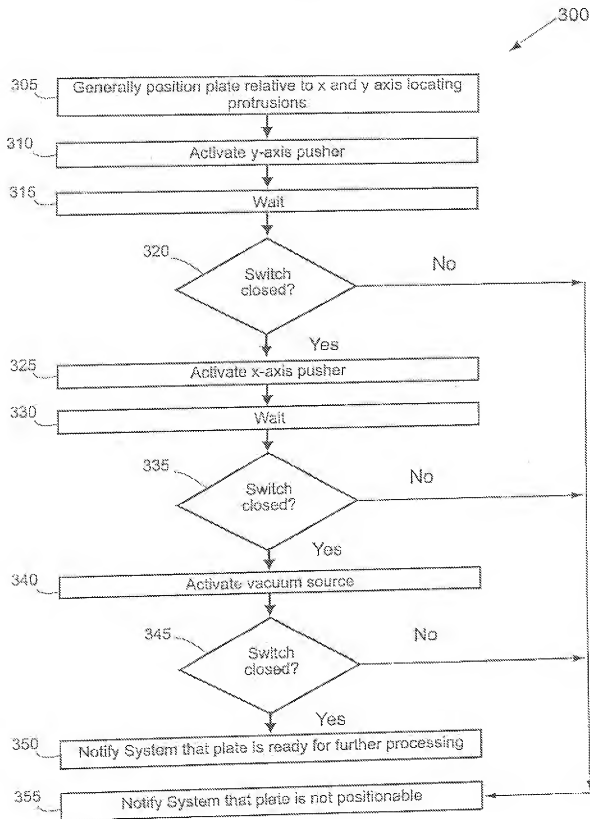 300
305
Generally position plate relative to x and y axis locating
protrusions
310
Activate y-axis pusher
315
Wait
320
Switch
closed?
No
Yes
325
Activate x-axis pusher
330
Wait
335
Switch
closed?
No
Yes
340
Activate vacuum source
345
Switch
closed?
No
Yes
350
Notify System that plate is ready for further processing
355
Notify System that plate is not positionable